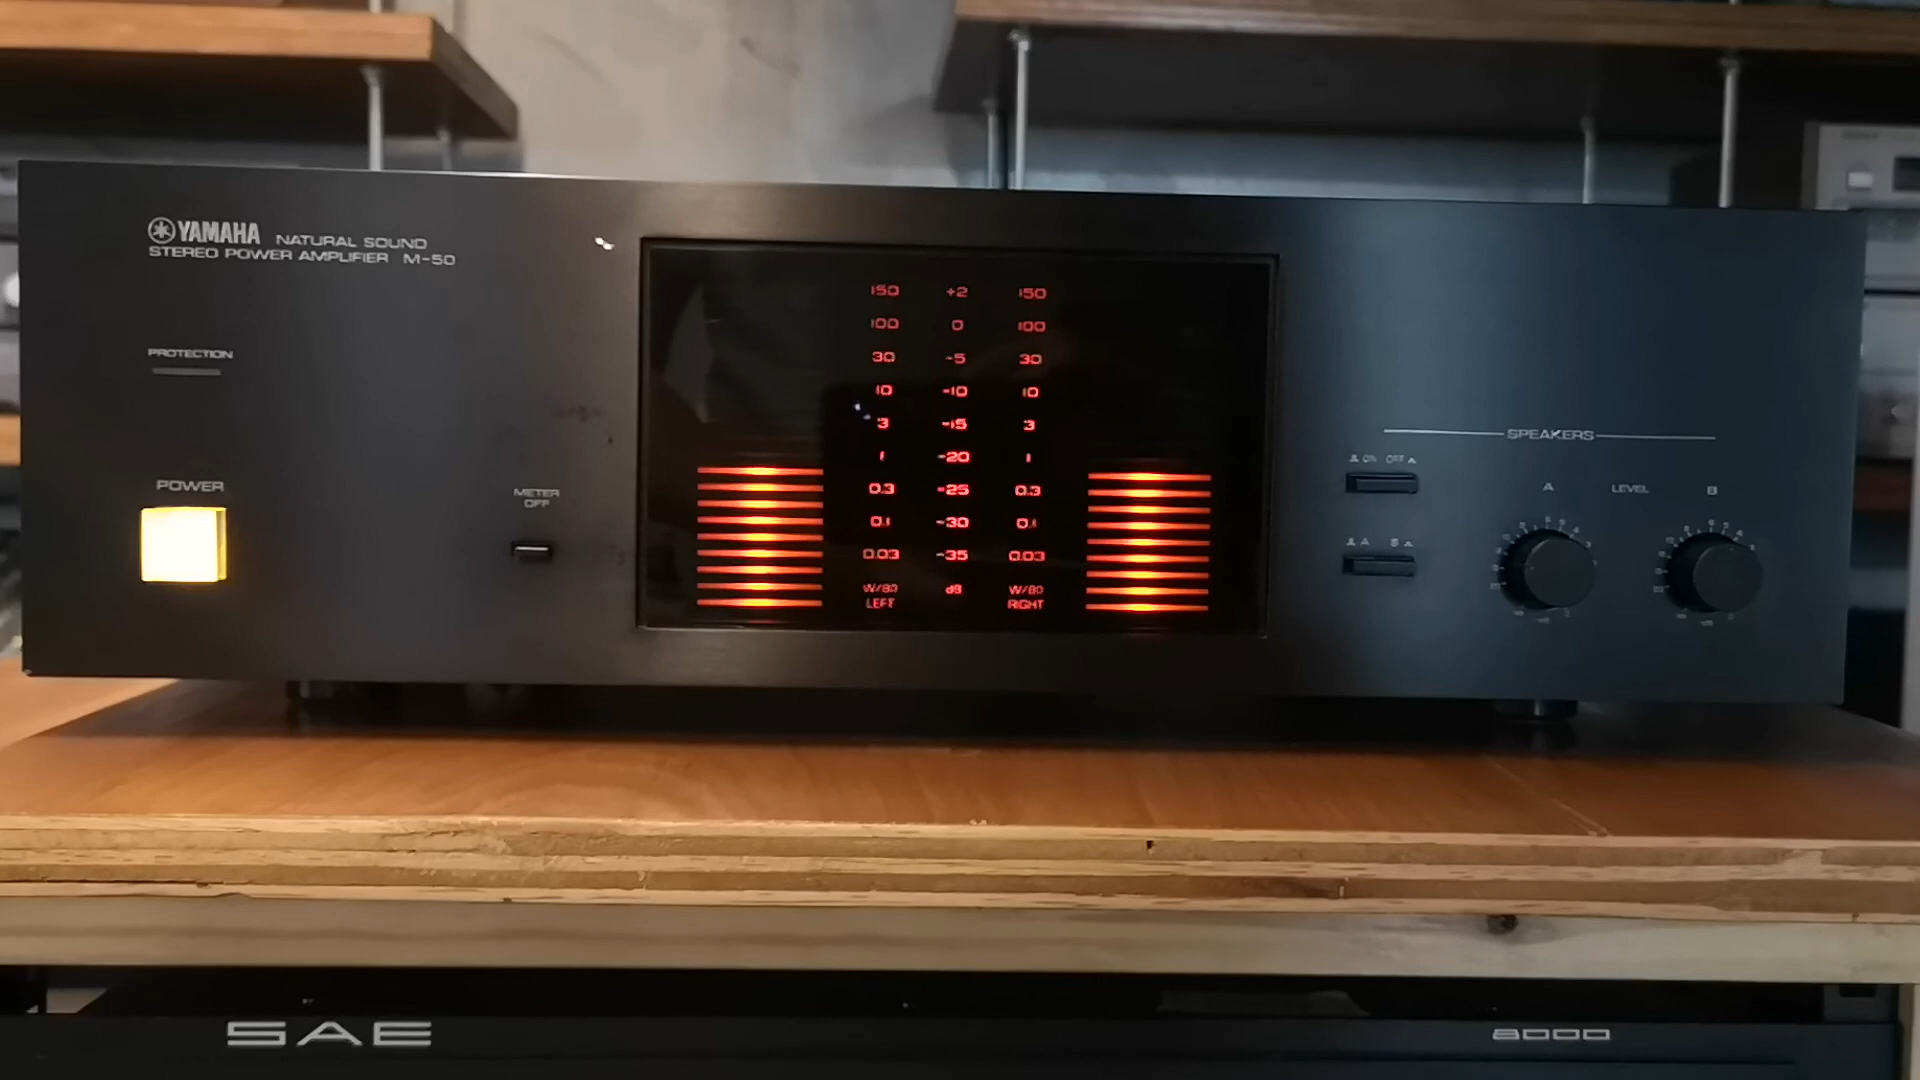 YAMAHA NATURAL SOUND
STEREO POWER AMPLIFIER M-50
PROTECTION
POWER
METER
OFF
150 +2 150
100 0 100
30 -5 30
10 -10 10
3 -15 3
1 -20 1
0.3 -25 0.3
0.1 -30 0.1
0.03 -35 0.03
W/8Ω dB W/8Ω
LEFT RIGHT
SPEAKERS
ON OFF
A LEVEL B
A B
SAE 8000